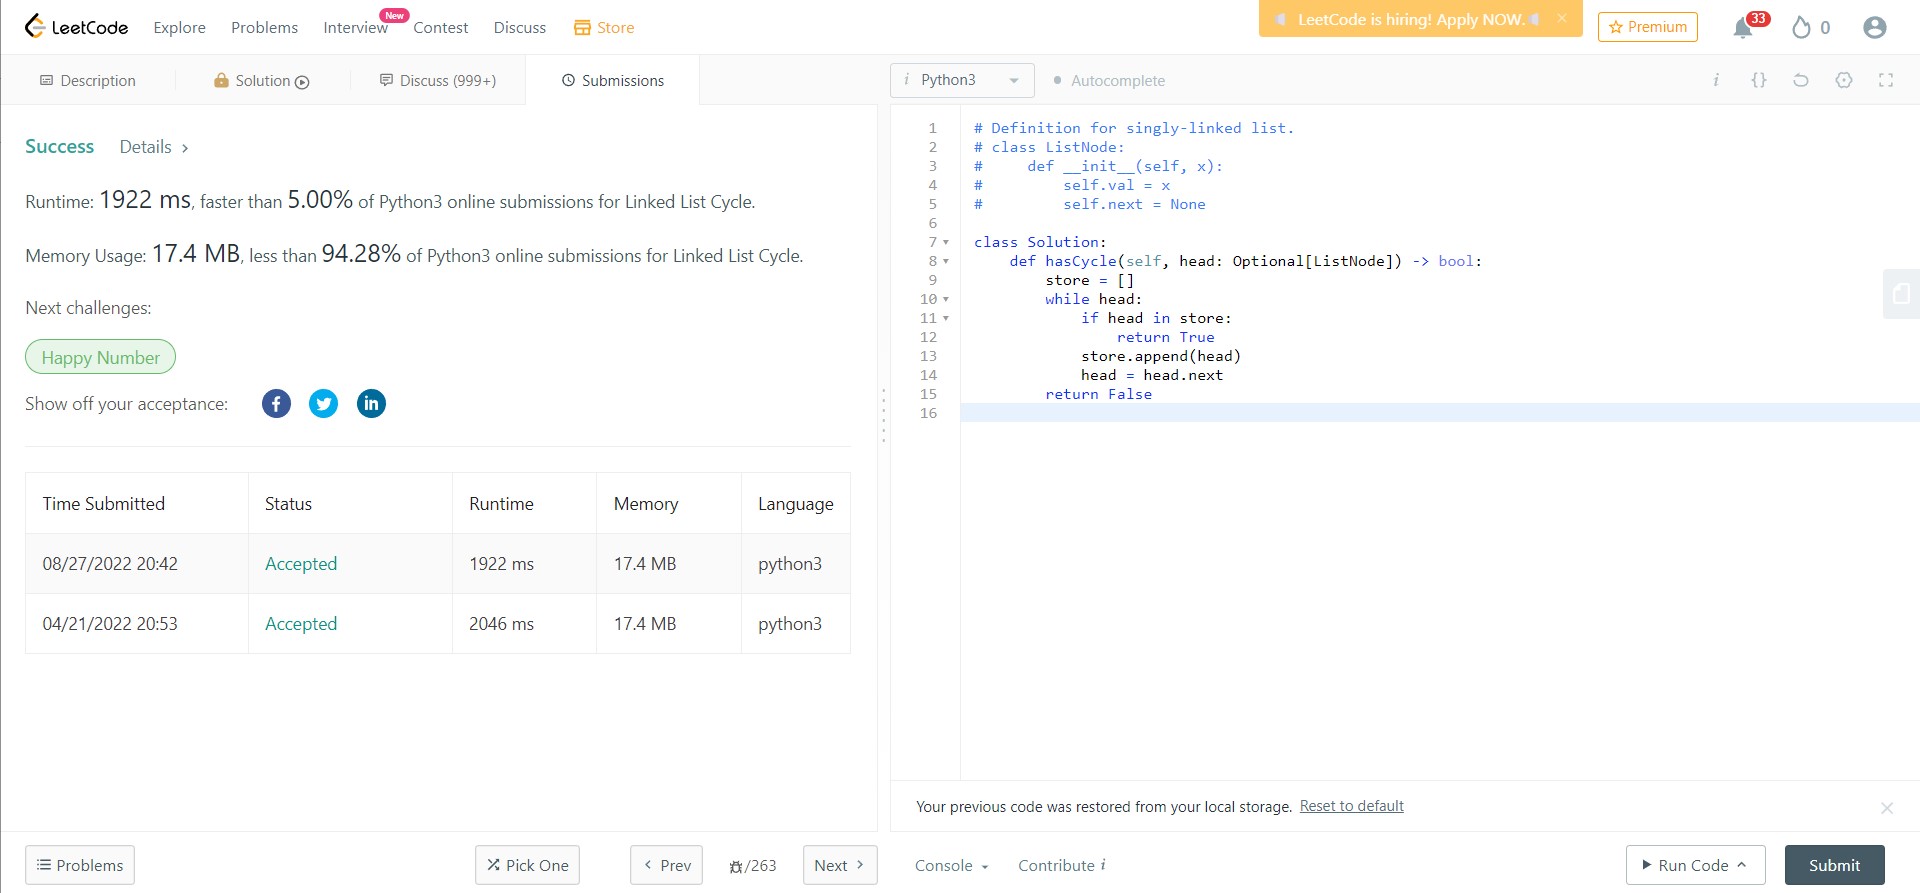 LeetCode Explore Problems Interview New Contest Discuss Store LeetCode is hiring! Apply NOW. Premium 33 0
Description Solution Discuss (999+) Submissions
Success Details
Runtime: 1922 ms, faster than 5.00% of Python3 online submissions for Linked List Cycle.
Memory Usage: 17.4 MB, less than 94.28% of Python3 online submissions for Linked List Cycle.
Next challenges:
Happy Number
Show off your acceptance:
Time Submitted Status Runtime Memory Language
08/27/2022 20:42 Accepted 1922 ms 17.4 MB python3
04/21/2022 20:53 Accepted 2046 ms 17.4 MB python3
Problems Pick One < Prev /263 Next >
i Python3 Autocomplete i {}
1 # Definition for singly-linked list.
2 # class ListNode:
3 #     def __init__(self, x):
4 #         self.val = x
5 #         self.next = None
6
7 class Solution:
8     def hasCycle(self, head: Optional[ListNode]) -> bool:
9         store = []
10         while head:
11             if head in store:
12                 return True
13             store.append(head)
14             head = head.next
15         return False
16
Your previous code was restored from your local storage. Reset to default
Console Contribute i Run Code Submit